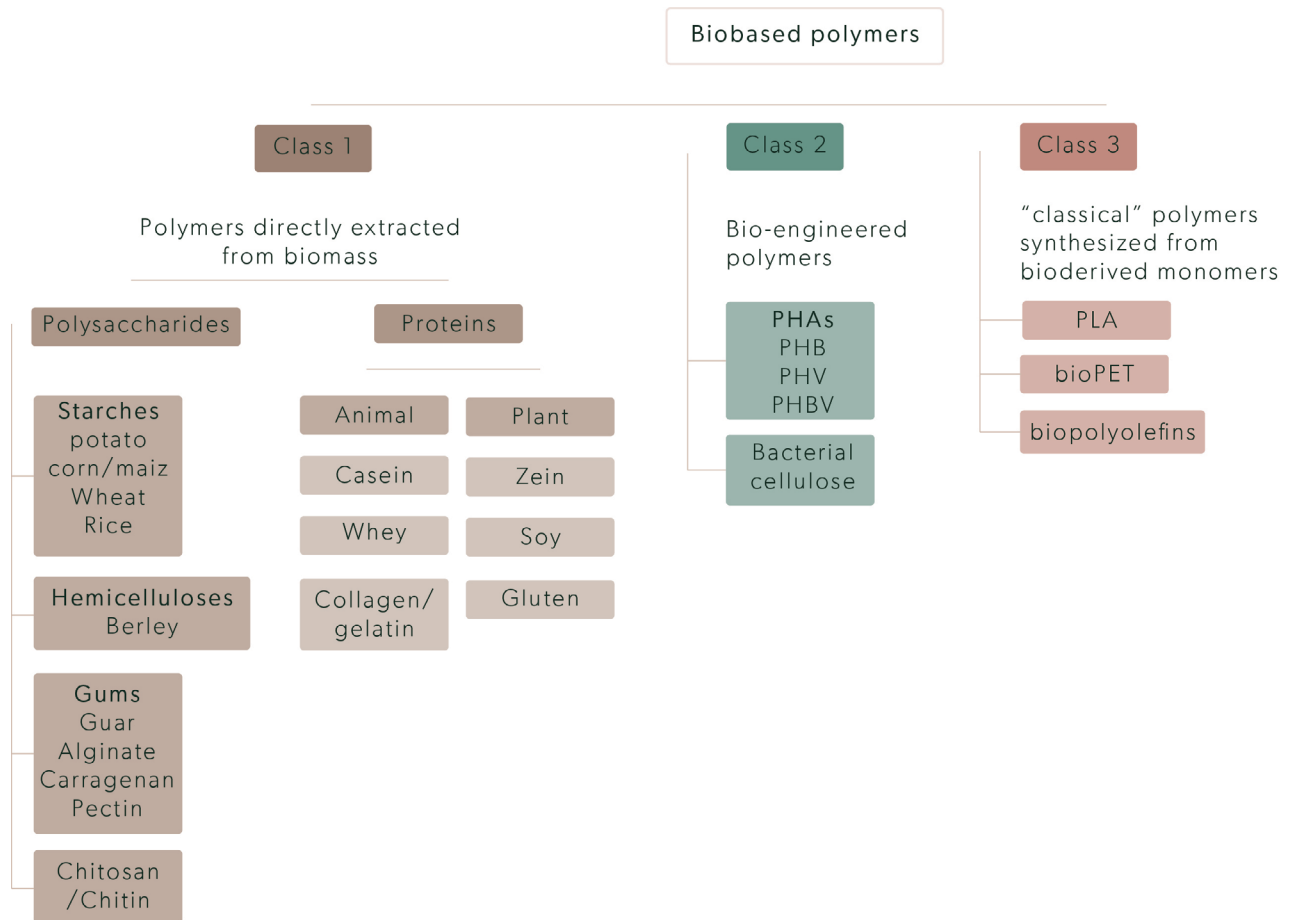 Biobased polymers
Class 1
Polymers directly extracted
from biomass
Polysaccharides
Starches
potato
corn/maiz
Wheat
Rice
Hemicelluloses
Berley
Gums
Guar
Alginate
Carragenan
Pectin
Chitosan
/Chitin
Proteins
Animal
Casein
Whey
Collagen/
gelatin
Plant
Zein
Soy
Gluten
Class 2
Bio-engineered
polymers
PHAs
PHB
PHV
PHBV
Bacterial
cellulose
Class 3
“classical” polymers
synthesized from
bioderived monomers
PLA
bioPET
biopolyolefins